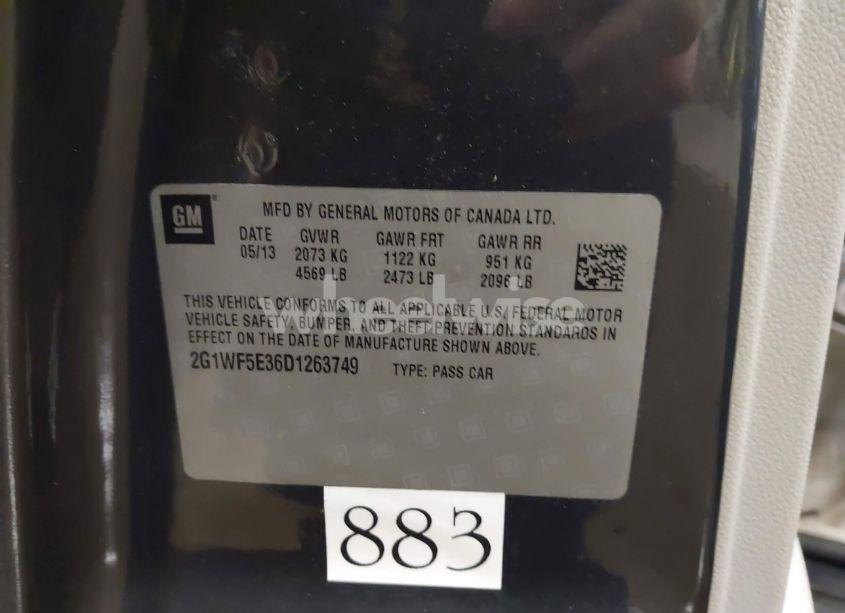 GM
MFD BY GENERAL MOTORS OF CANADA LTD.
DATE GVWR GAWR FRT GAWR RR
05/13 2073 KG 1122 KG 951 KG
4569 LB 2473 LB 2096 LB
THIS VEHICLE CONFORMS TO ALL APPLICABLE U.S. FEDERAL MOTOR
VEHICLE SAFETY, BUMPER, AND THEFT PREVENTION STANDARDS IN
EFFECT ON THE DATE OF MANUFACTURE SHOWN ABOVE.
2G1WF5E36D1263749 TYPE: PASS CAR
883
wheelwise